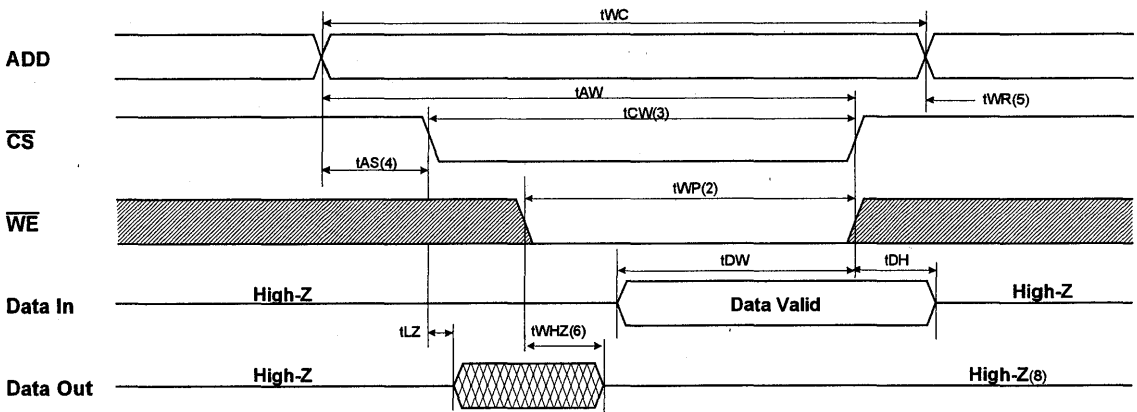 tWC
ADD
tAW
tWR(5)
tCW(3)
CS
tAS(4)
tWP(2)
WE
tDW
tDH
Data In
High-Z
Data Valid
High-Z
tLZ
tWHZ(6)
Data Out
High-Z
High-Z(8)